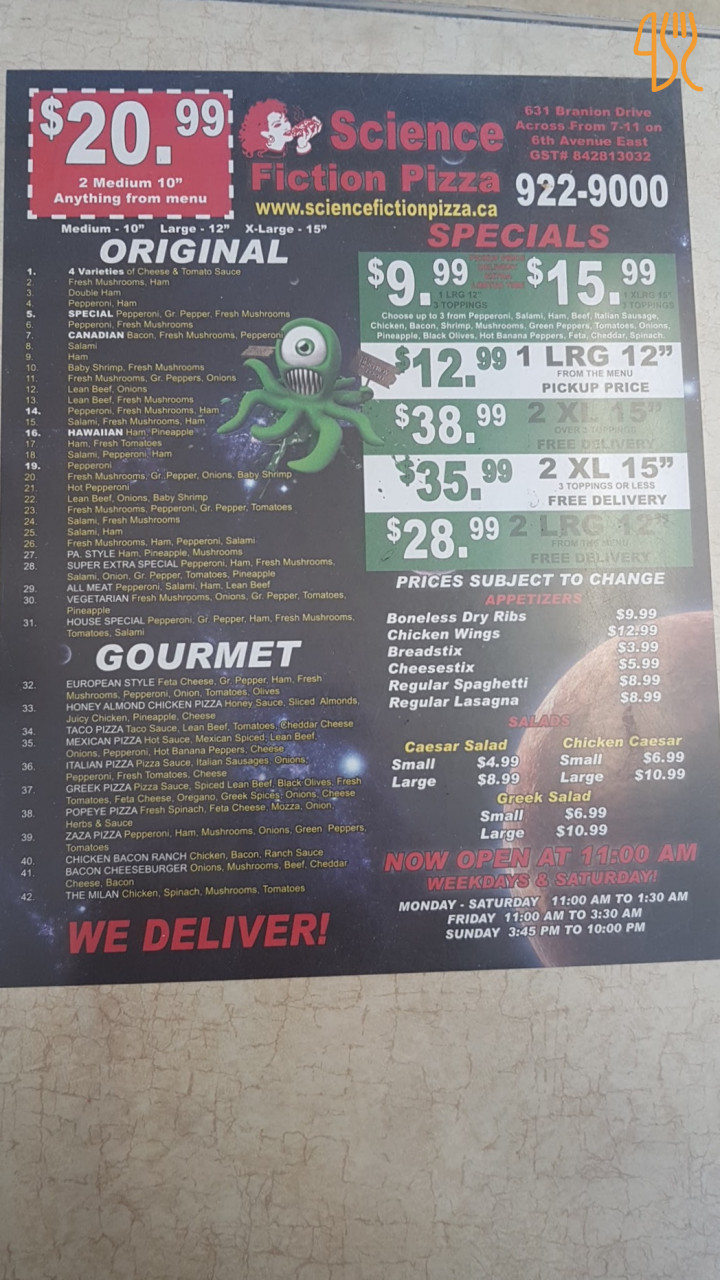 $20.99
2 Medium 10"
Anything from menu
Science
Fiction Pizza
www.sciencefictionpizza.ca
631 Branion Drive
Across From 7-11 on
6th Avenue East
GST# 842813032
922-9000
Medium - 10" Large - 12" X-Large - 15"
ORIGINAL
1. 4 Varieties of Cheese & Tomato Sauce
2. Fresh Mushrooms, Ham
3. Double Ham
4. Pepperoni, Ham
5. SPECIAL Pepperoni, Gr. Pepper, Fresh Mushrooms
6. Pepperoni, Fresh Mushrooms
7. CANADIAN Bacon, Fresh Mushrooms, Pepperoni
8. Salami
9. Ham
10. Baby Shrimp, Fresh Mushrooms
11. Fresh Mushrooms, Gr. Peppers, Onions
12. Lean Beef, Onions
13. Lean Beef, Fresh Mushrooms
14. Pepperoni, Fresh Mushrooms, Ham
15. Salami, Fresh Mushrooms, Ham
16. HAWAIIAN Ham, Pineapple
17. Ham, Fresh Tomatoes
18. Salami, Pepperoni, Ham
19. Pepperoni
20. Fresh Mushrooms, Gr. Pepper, Onions, Baby Shrimp
21. Hot Pepperoni
22. Lean Beef, Onions, Baby Shrimp
23. Fresh Mushrooms, Pepperoni, Gr. Pepper, Tomatoes
24. Salami, Fresh Mushrooms
25. Salami, Ham
26. Fresh Mushrooms, Ham, Pepperoni, Salami
27. PA. STYLE Ham, Pineapple, Mushrooms
28. SUPER EXTRA SPECIAL Pepperoni, Ham, Fresh Mushrooms,
Salami, Onion, Gr. Pepper, Tomatoes, Pineapple
29. ALL MEAT Pepperoni, Salami, Ham, Lean Beef
30. VEGETARIAN Fresh Mushrooms, Onions, Gr. Pepper, Tomatoes,
Pineapple
31. HOUSE SPECIAL Pepperoni, Gr. Pepper, Ham, Fresh Mushrooms,
Tomatoes, Salami
GOURMET
32. EUROPEAN STYLE Feta Cheese, Gr. Pepper, Ham, Fresh
Mushrooms, Pepperoni, Onion, Tomatoes, Olives
33. HONEY ALMOND CHICKEN PIZZA Honey Sauce, Sliced Almonds,
Juicy Chicken, Pineapple, Cheese
34. TACO PIZZA Taco Sauce, Lean Beef, Tomatoes, Cheddar Cheese
35. MEXICAN PIZZA Hot Sauce, Mexican Spiced, Lean Beef,
Onions, Pepperoni, Hot Banana Peppers, Cheese
36. ITALIAN PIZZA Pizza Sauce, Italian Sausages, Onions,
Pepperoni, Fresh Tomatoes, Cheese
37. GREEK PIZZA Pizza Sauce, Spiced Lean Beef, Black Olives, Fresh
Tomatoes, Feta Cheese, Oregano, Greek Spices, Onions, Cheese
38. POPEYE PIZZA Fresh Spinach, Feta Cheese, Mozza, Onion,
Herbs & Sauce
39. ZAZA PIZZA Pepperoni, Ham, Mushrooms, Onions, Green Peppers,
Tomatoes
40. CHICKEN BACON RANCH Chicken, Bacon, Ranch Sauce
41. BACON CHEESEBURGER Onions, Mushrooms, Beef, Cheddar
Cheese, Bacon
42. THE MILAN Chicken, Spinach, Mushrooms, Tomatoes
WE DELIVER!
SPECIALS
$9.99 1 LRG 12" 3 TOPPINGS
$15.99 1 XLRG 15" 3 TOPPINGS
Choose up to 3 from Pepperoni, Salami, Ham, Beef, Italian Sausage,
Chicken, Bacon, Shrimp, Mushrooms, Green Peppers, Tomatoes, Onions,
Pineapple, Black Olives, Hot Banana Peppers, Feta, Cheddar, Spinach.
$12.99 1 LRG 12"
FROM THE MENU
PICKUP PRICE
$38.99 2 XL 15"
OVER 3 TOPPINGS
FREE DELIVERY
$35.99 2 XL 15"
3 TOPPINGS OR LESS
FREE DELIVERY
$28.99 2 LRG 12"
FROM THE MENU
FREE DELIVERY
PRICES SUBJECT TO CHANGE
APPETIZERS
Boneless Dry Ribs $9.99
Chicken Wings $12.99
Breadstix $3.99
Cheesestix $5.99
Regular Spaghetti $8.99
Regular Lasagna $8.99
SALADS
Caesar Salad
Small $4.99
Large $8.99
Chicken Caesar
Small $6.99
Large $10.99
Greek Salad
Small $6.99
Large $10.99
NOW OPEN AT 11:00 AM
WEEKDAYS & SATURDAY!
MONDAY - SATURDAY 11:00 AM TO 1:30 AM
FRIDAY 11:00 AM TO 3:30 AM
SUNDAY 3:45 PM TO 10:00 PM